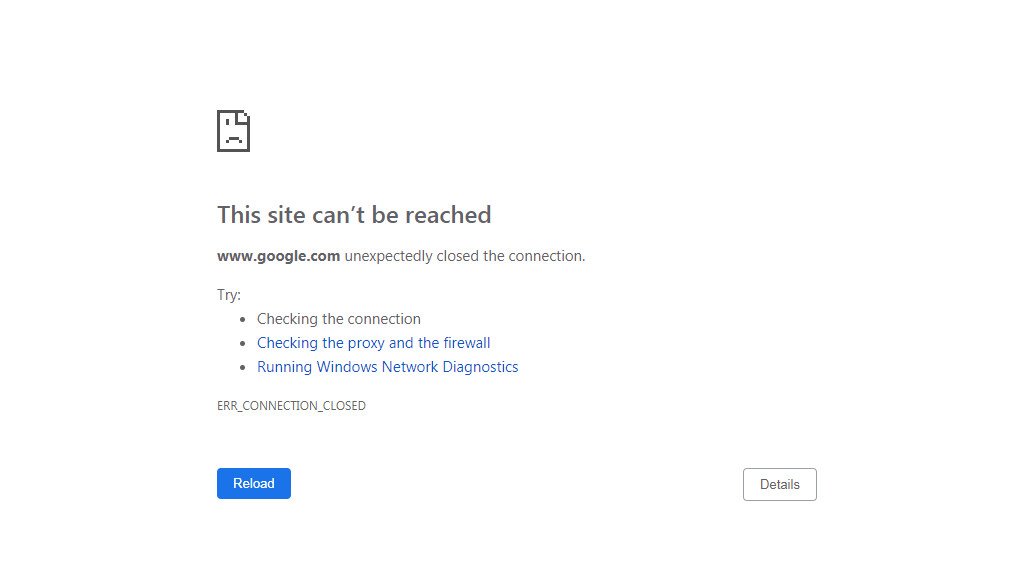 This site can’t be reached
www.google.com unexpectedly closed the connection.
Try:
Checking the connection
Checking the proxy and the firewall
Running Windows Network Diagnostics
ERR_CONNECTION_CLOSED
Reload
Details